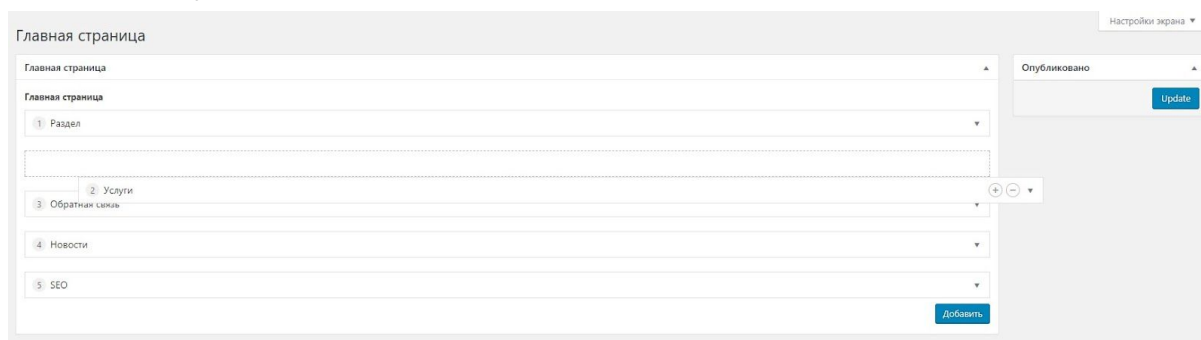 Настройки экрана
Главная страница
Главная страница
Опубликовано
Главная страница
Update
1 Раздел
2 Услуги
3 Обратная связь
4 Новости
5 SEO
Добавить